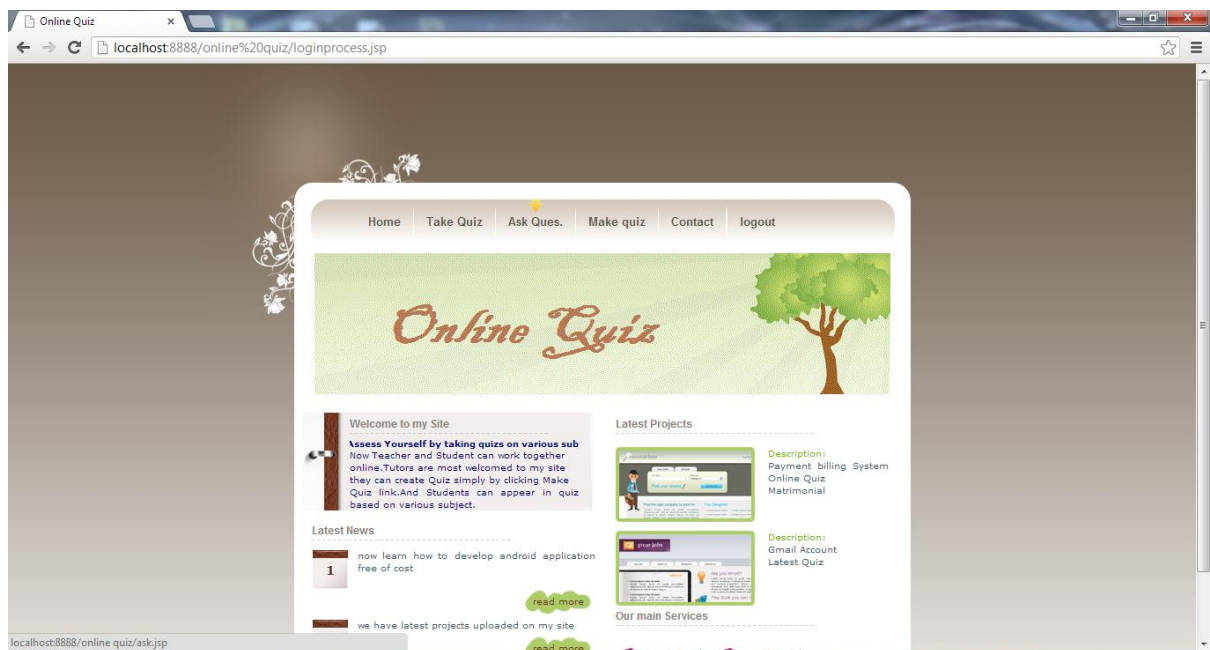 Online Quiz
localhost:8888/online%20quiz/loginprocess.jsp
Home Take Quiz Ask Ques. Make quiz Contact logout
Online Quiz
Welcome to my Site
Assess Yourself by taking quizs on various sub
Now Teacher and Student can work together
online.Tutors are most welcomed to my site
they can create Quiz simply by clicking Make
Quiz link.And Students can appear in quiz
based on various subject.
Latest News
1
now learn how to develop android application
free of cost
read more
we have latest projects uploaded on my site
read more
Latest Projects
Description:
Payment billing System
Online Quiz
Matrimonial
great jobs
Description:
Gmail Account
Latest Quiz
Our main Services
localhost:8888/online quiz/ask.jsp